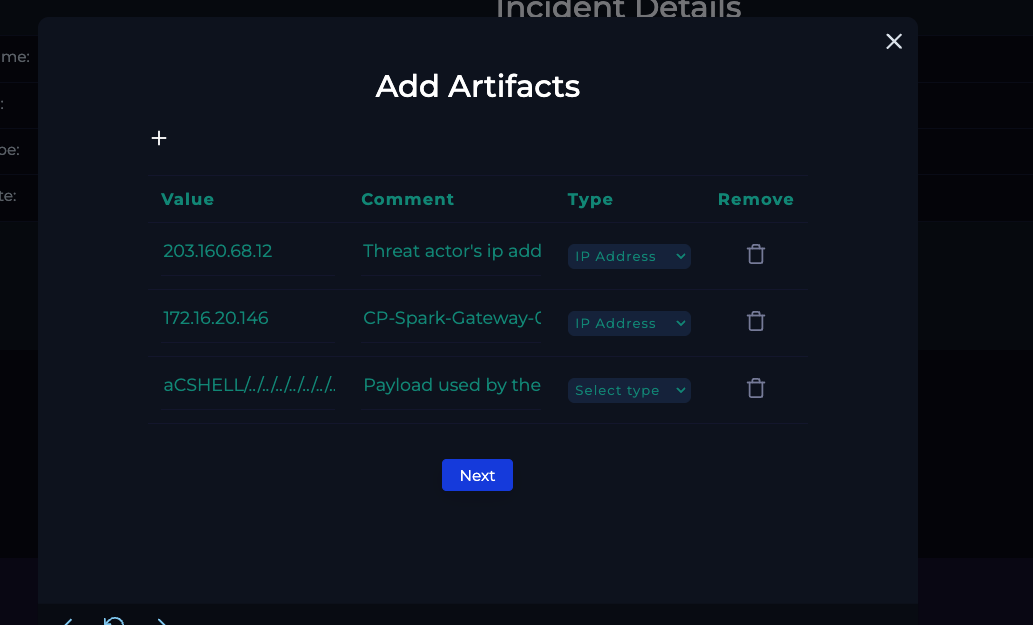 Incident Details
me:
:
pe:
te:
Add Artifacts
+
Value Comment Type Remove
203.160.68.12 Threat actor's ip add IP Address
172.16.20.146 CP-Spark-Gateway-0 IP Address
aCSHELL/../../../../../../.. Payload used by the Select type
Next